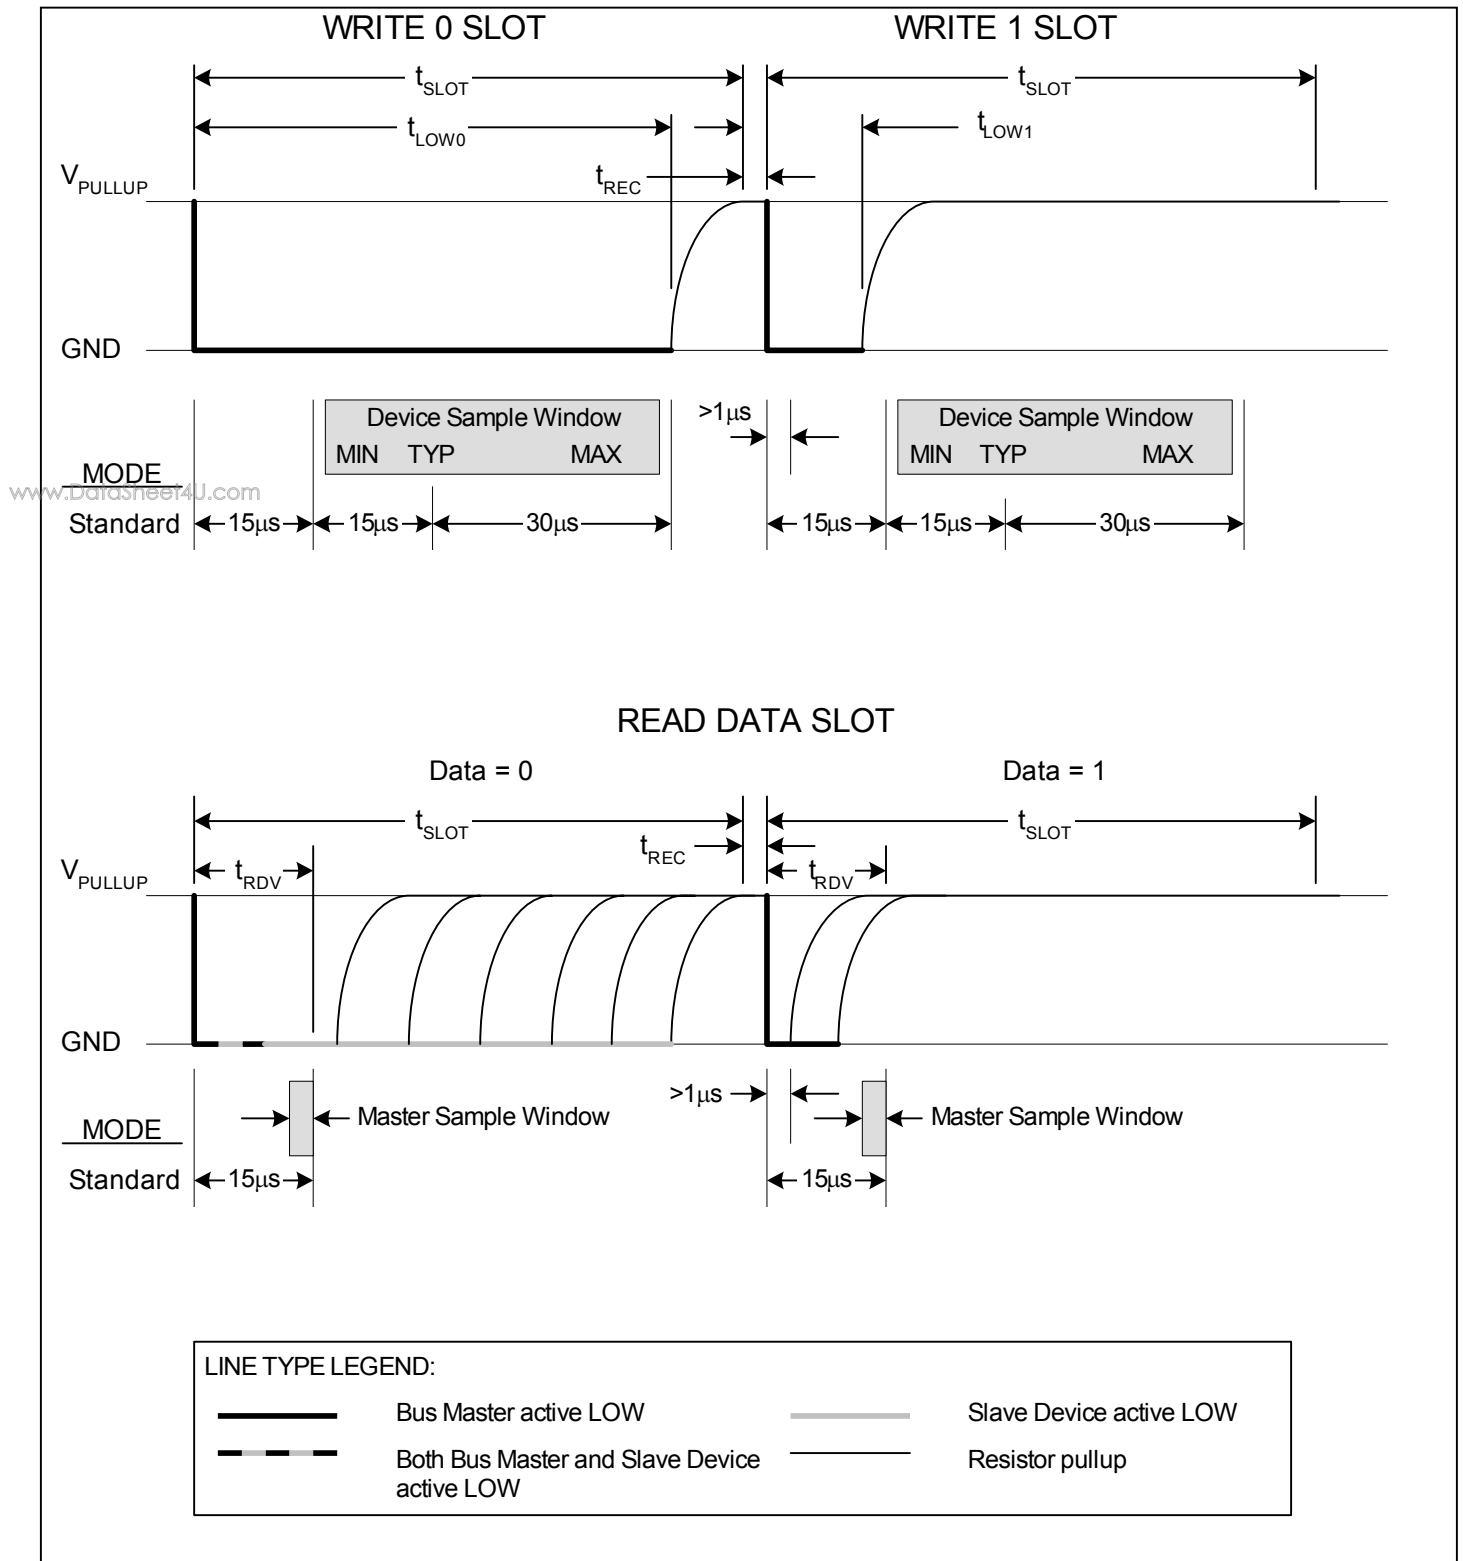 WRITE 0 SLOT WRITE 1 SLOT
tSLOT tSLOT
tLOW0 tLOW1
VPULLUP tREC
GND
Device Sample Window >1µs Device Sample Window
MIN TYP MAX MIN TYP MAX
MODE
www.DataSheet4U.com
Standard 15µs 15µs 30µs 15µs 15µs 30µs
READ DATA SLOT
Data = 0 Data = 1
tSLOT tSLOT
tREC
VPULLUP tRDV tRDV
GND
>1µs
Master Sample Window Master Sample Window
MODE
Standard 15µs 15µs
LINE TYPE LEGEND:
Bus Master active LOW Slave Device active LOW
Both Bus Master and Slave Device Resistor pullup
active LOW